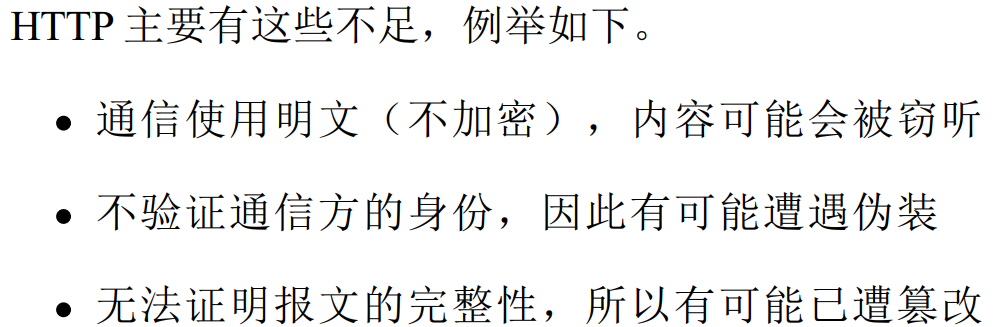 HTTP 主要有这些不足，例举如下。
• 通信使用明文（不加密），内容可能会被窃听
• 不验证通信方的身份，因此有可能遭遇伪装
• 无法证明报文的完整性，所以有可能已遭篡改